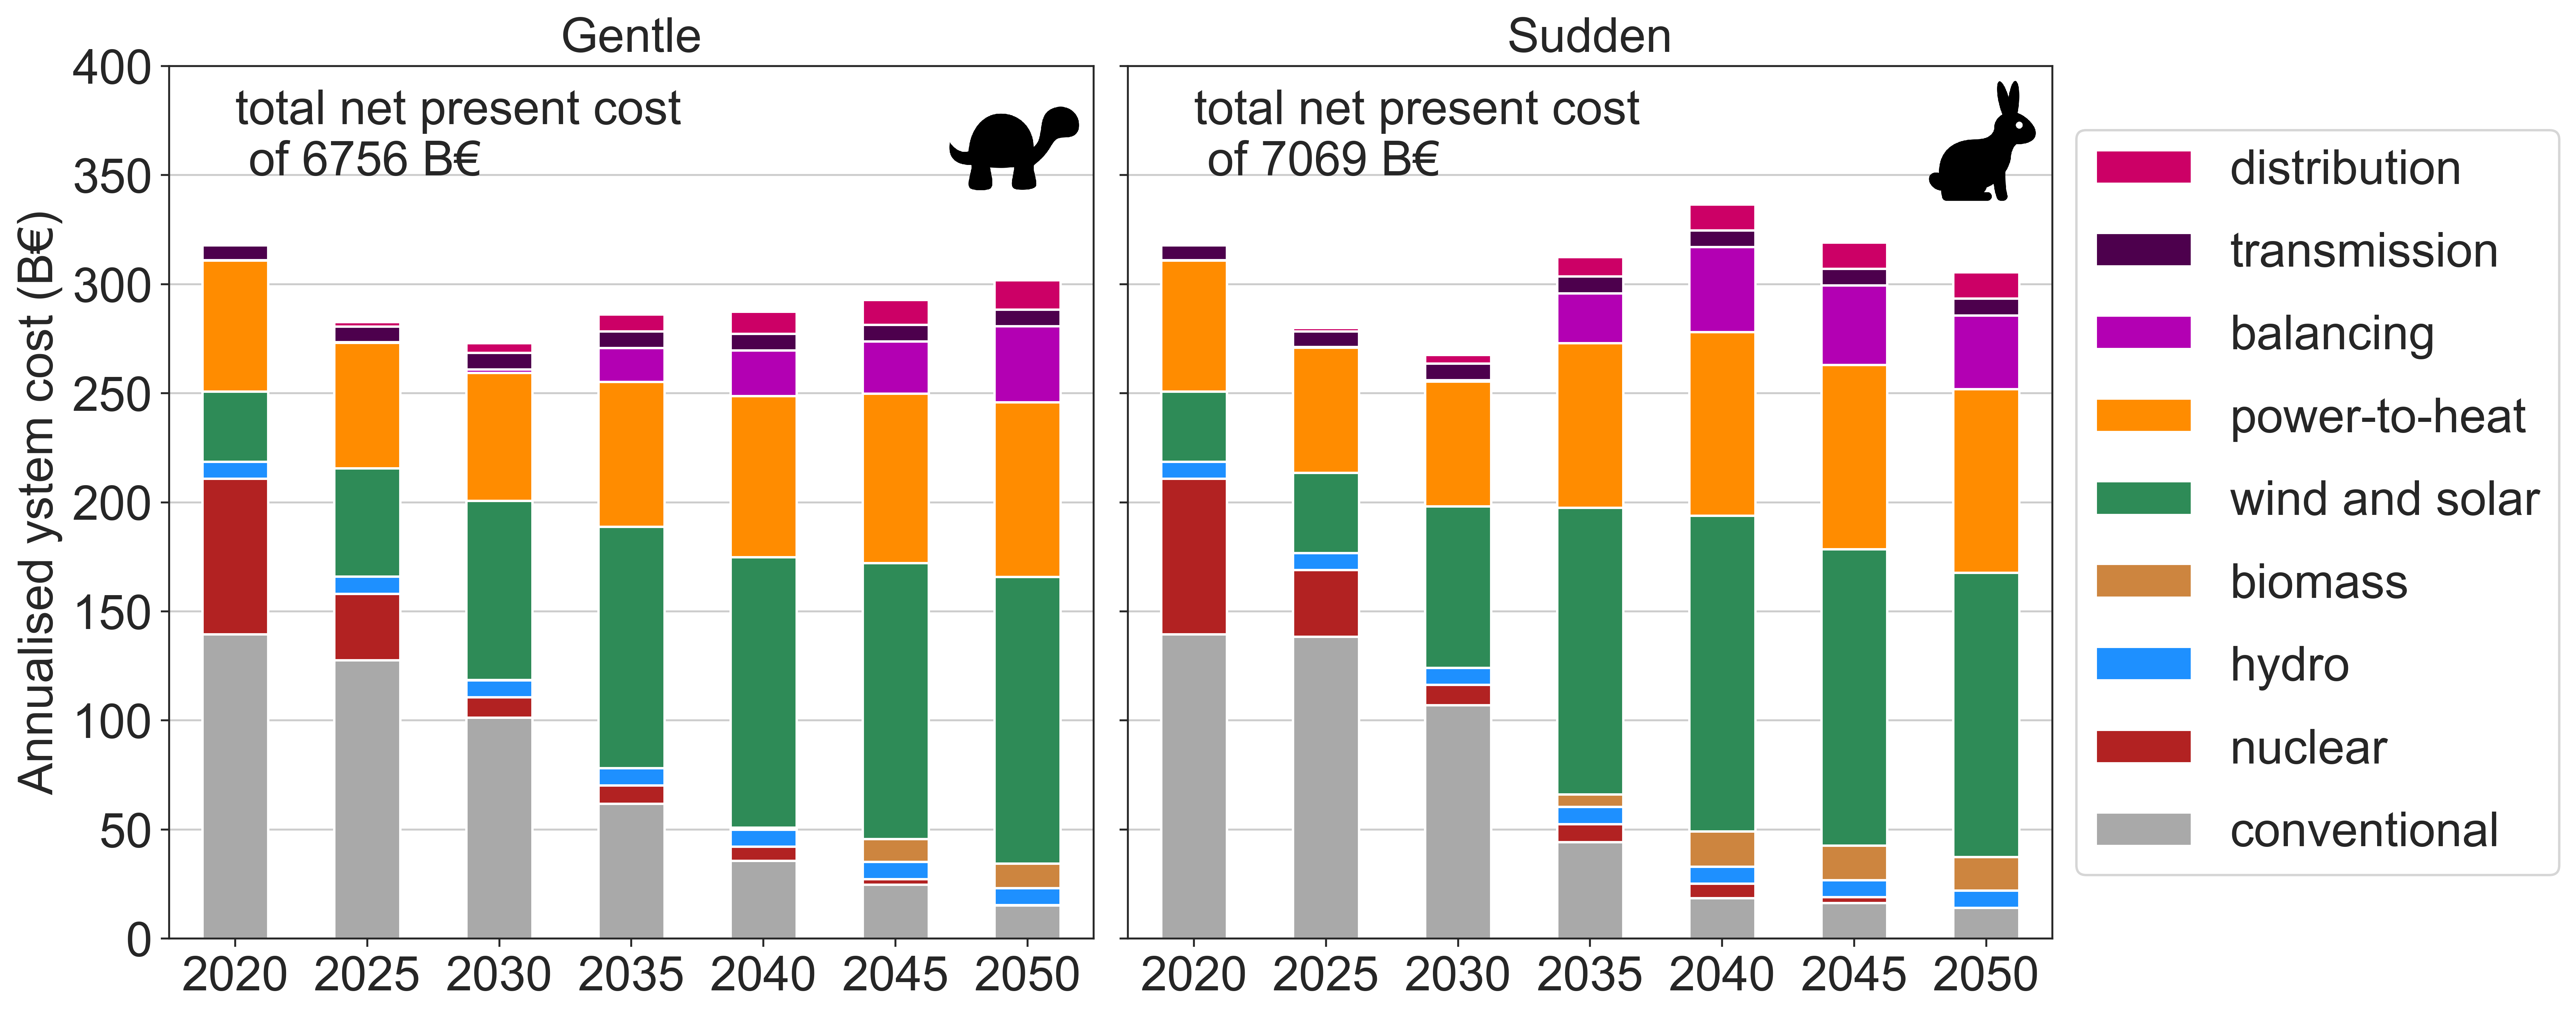 Gentle
Sudden
400
350
300
250
200
150
100
50
0
Annualised ystem cost (B€)
total net present cost
of 6756 B€
total net present cost
of 7069 B€
2020 2025 2030 2035 2040 2045 2050
2020 2025 2030 2035 2040 2045 2050
distribution
transmission
balancing
power-to-heat
wind and solar
biomass
hydro
nuclear
conventional